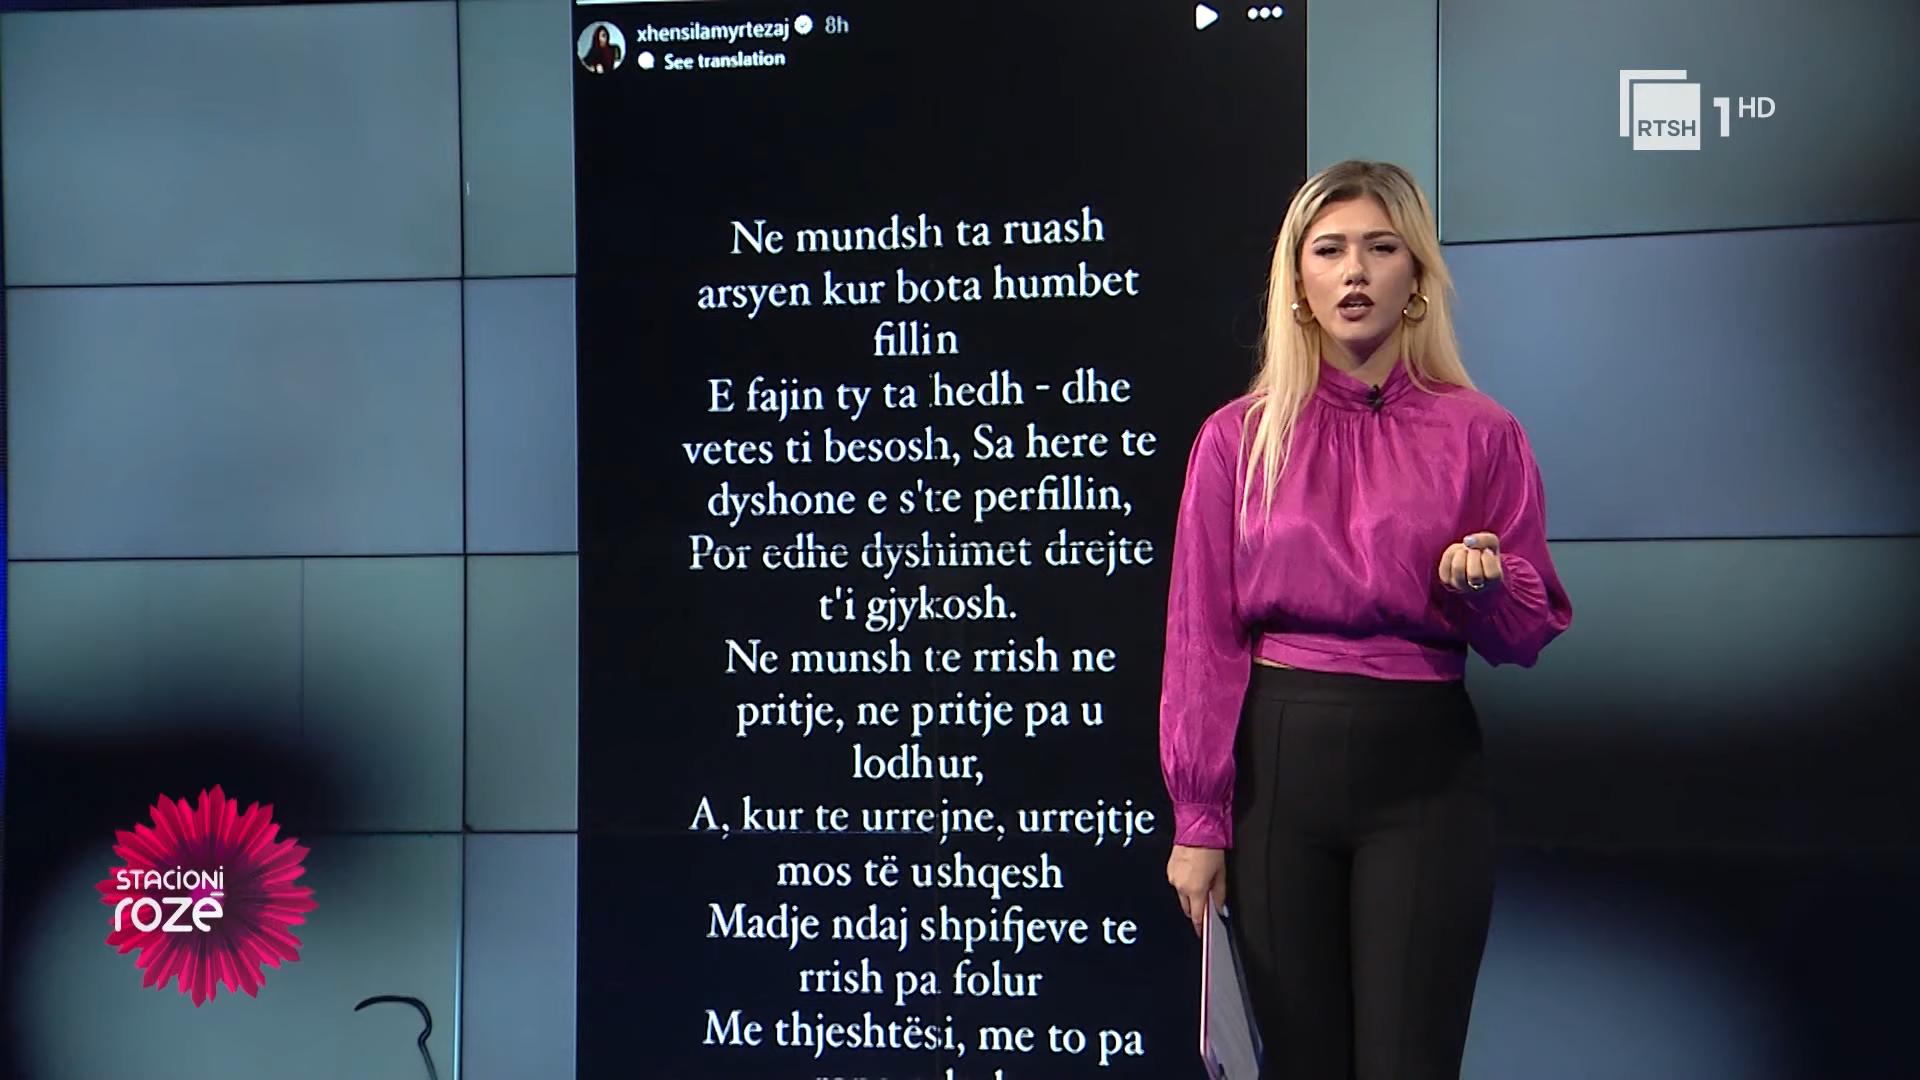 xhensilamyrtezaj 8h
See translation
RTSH 1 HD
Ne mundsh ta ruash
arsyen kur bota humbet
fillin
E fajin ty ta hedh - dhe
vetes ti besosh, Sa here te
dyshone e s'te perfillin,
Por edhe dyshimet drejte
t'i gjykosh.
Ne munsh te rrish ne
pritje, ne pritje pa u
lodhur,
A, kur te urrejne, urrejtje
mos të ushqesh
Madje ndaj shpifjeve te
rrish pa folur
Me thjeshtësi, me to pa
STACIONI
rozë